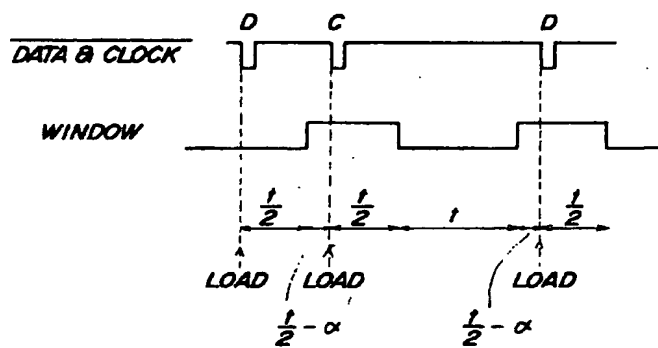 D C D
DATA & CLOCK
WINDOW
t/2 t/2 t t/2
LOAD LOAD LOAD
t/2 - α t/2 - α